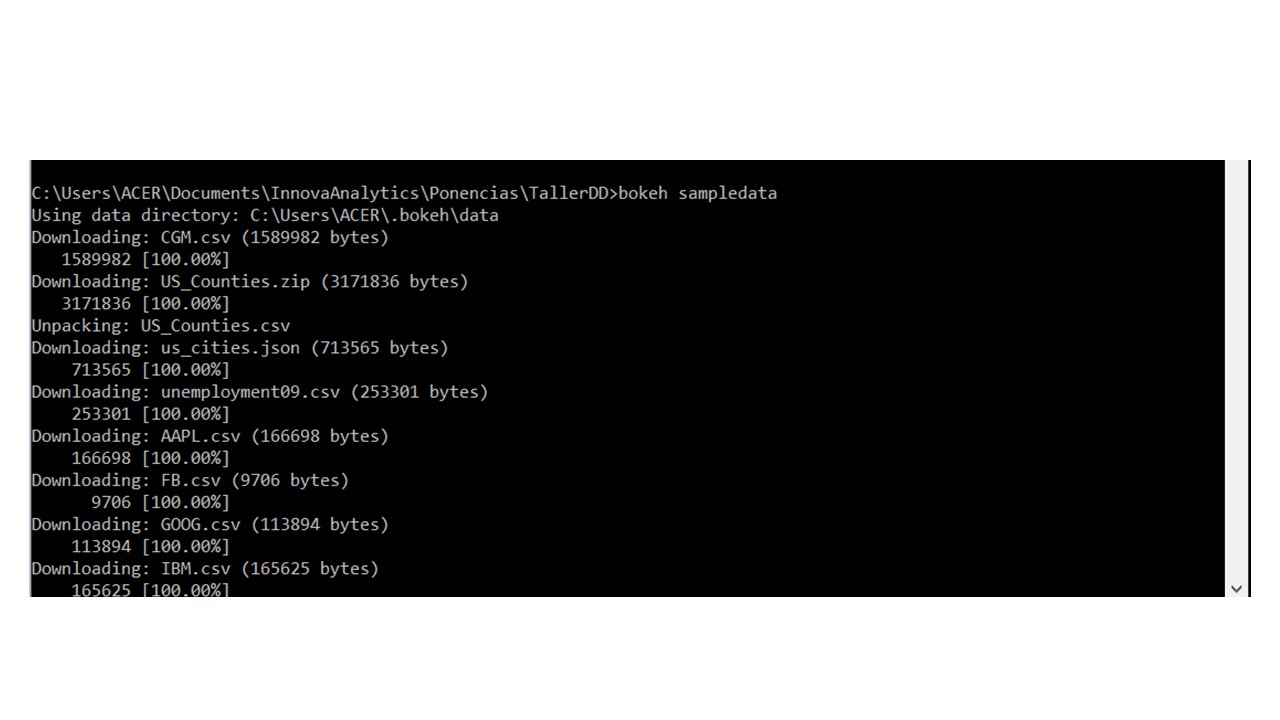 C:\Users\ACER\Documents\InnovaAnalytics\Ponencias\TallerDD>bokeh sampledata
Using data directory: C:\Users\ACER\.bokeh\data
Downloading: CGM.csv (1589982 bytes)
   1589982 [100.00%]
Downloading: US_Counties.zip (3171836 bytes)
   3171836 [100.00%]
Unpacking: US_Counties.csv
Downloading: us_cities.json (713565 bytes)
    713565 [100.00%]
Downloading: unemployment09.csv (253301 bytes)
    253301 [100.00%]
Downloading: AAPL.csv (166698 bytes)
    166698 [100.00%]
Downloading: FB.csv (9706 bytes)
      9706 [100.00%]
Downloading: GOOG.csv (113894 bytes)
    113894 [100.00%]
Downloading: IBM.csv (165625 bytes)
    165625 [100.00%]